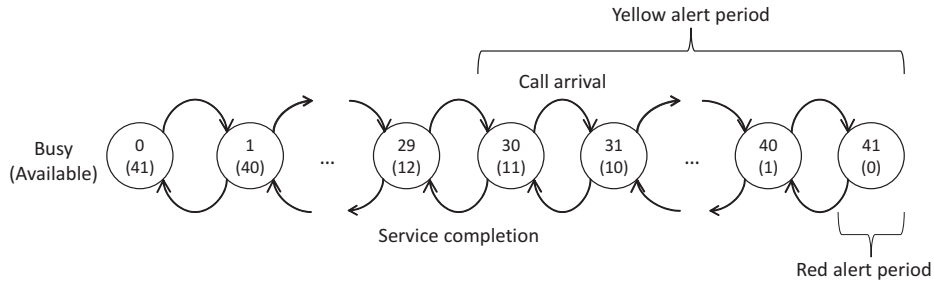 Yellow alert period
Call arrival
Busy
(Available)
0
(41)
1
(40)
...
29
(12)
30
(11)
31
(10)
...
40
(1)
41
(0)
Service completion
Red alert period